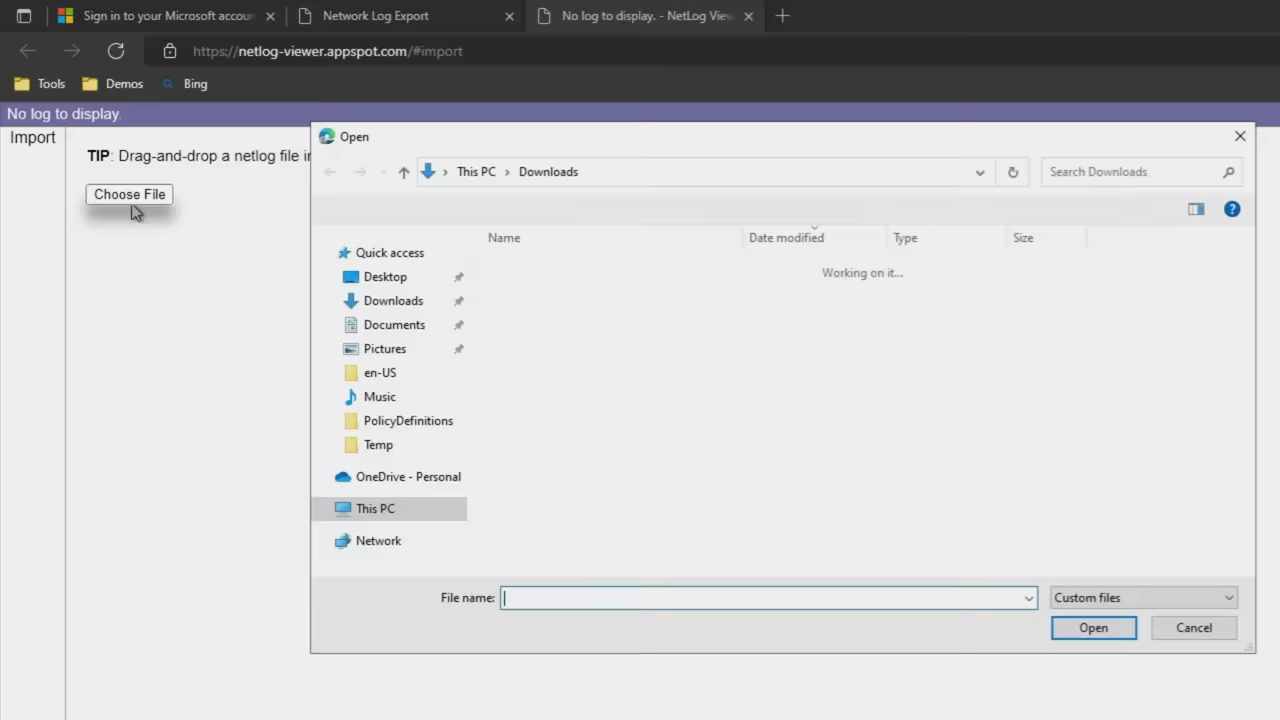 Sign in to your Microsoft accoun
Network Log Export
No log to display. - NetLog View
https://netlog-viewer.appspot.com/#import
Tools
Demos
Bing
No log to display.
Import
TIP: Drag-and-drop a netlog file in
Choose File
Open
This PC > Downloads
Search Downloads
Name
Date modified
Type
Size
Working on it...
Quick access
Desktop
Downloads
Documents
Pictures
en-US
Music
PolicyDefinitions
Temp
OneDrive - Personal
This PC
Network
File name:
Custom files
Open
Cancel